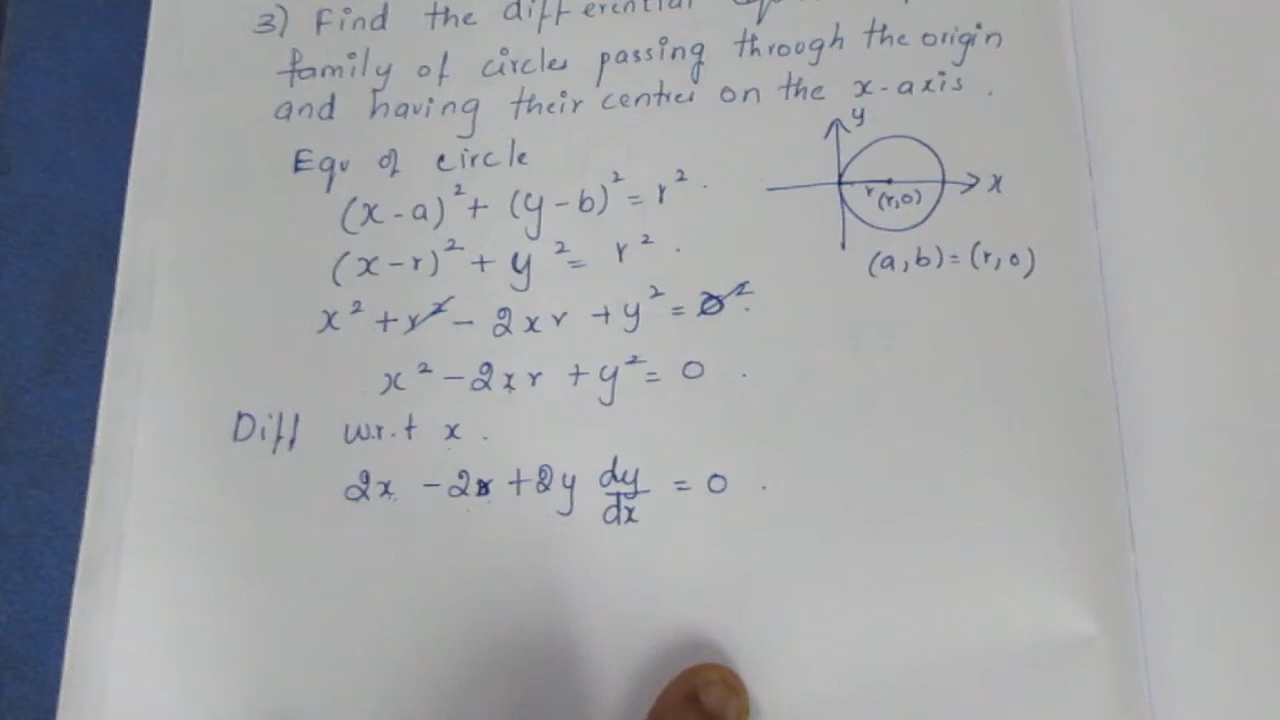 3) Find the differential
family of circles passing through the origin
and having their centres on the x-axis.
Equ of circle
(x-a)² + (y-b)² = r².
(x-r)² + y² = r².
x² + r² - 2xr + y² = r².
x² - 2xr + y² = 0.
Diff w.r.t x.
2x - 2r + 2y dy/dx = 0.
y
x
r
(r,0)
(a,b) = (r,0)